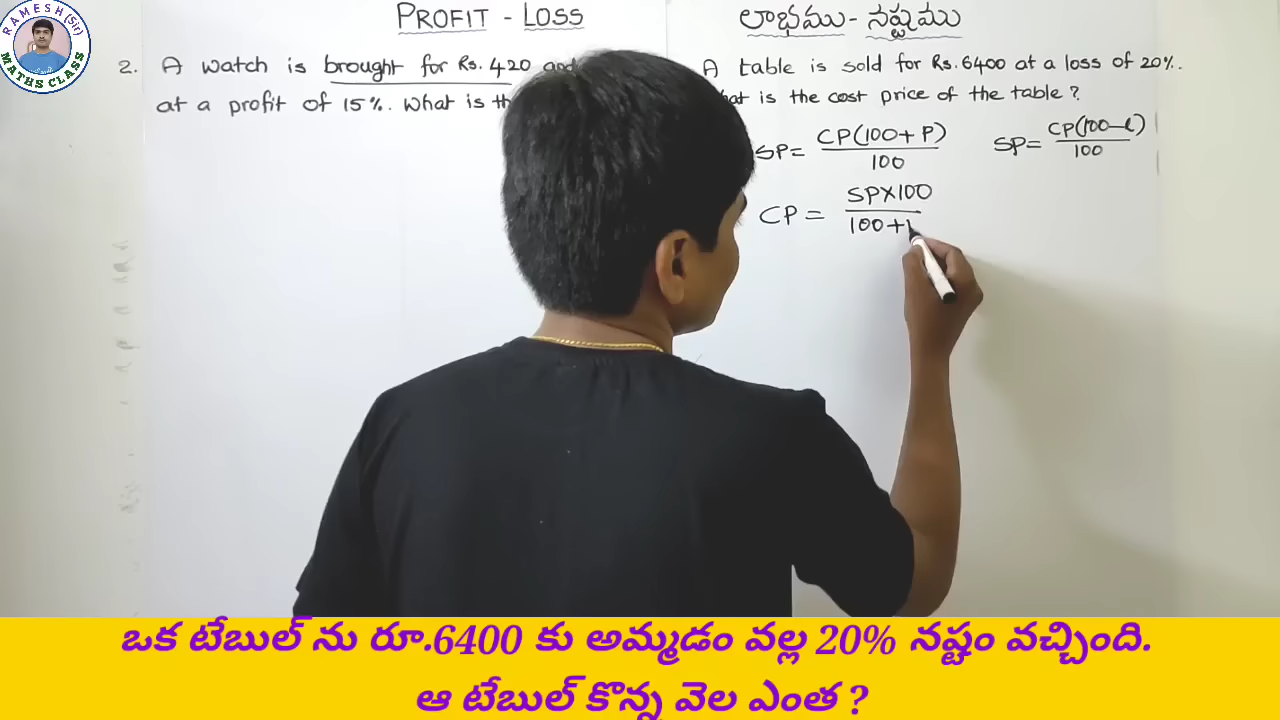 RAMESH (Sir)
MATHS CLASS
PROFIT - LOSS
లాభము - నష్టము
2. A watch is brought for Rs. 420 and
at a profit of 15%. What is th
A table is sold for Rs.6400 at a loss of 20%.
hat is the cost price of the table ?
SP= CP(100+P)
100
SP= CP(100-l)
100
CP = SPX100
100+
ఒక టేబుల్ ను రూ.6400 కు అమ్మడం వల్ల 20% నష్టం వచ్చింది.
ఆ టేబుల్ కొన్న వెల ఎంత ?